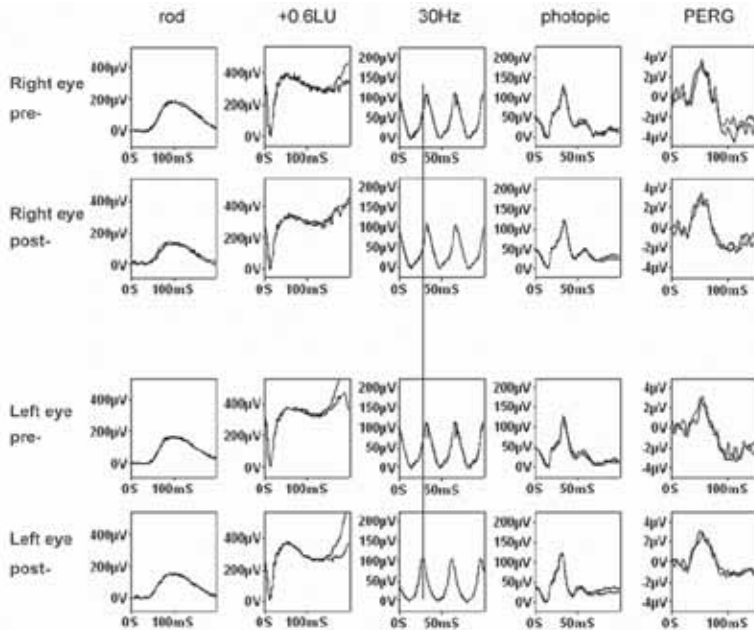 rod +0.6LU 30Hz photopic PERG
Right eye
pre-
400µV
200µV
0V
0S 100mS
400µV
200µV
0V
0S 100mS
200µV
150µV
100µV
50µV
0V
0S 50mS
200µV
150µV
100µV
50µV
0V
0S 50mS
4µV
2µV
0V
-2µV
-4µV
0S 100mS
Right eye
post-
400µV
200µV
0V
0S 100mS
400µV
200µV
0V
0S 100mS
200µV
150µV
100µV
50µV
0V
0S 50mS
200µV
150µV
100µV
50µV
0V
0S 50mS
4µV
2µV
0V
-2µV
-4µV
0S 100mS
Left eye
pre-
400µV
200µV
0V
0S 100mS
400µV
200µV
0V
0S 100mS
200µV
150µV
100µV
50µV
0V
0S 50mS
200µV
150µV
100µV
50µV
0V
0S 50mS
4µV
2µV
0V
-2µV
-4µV
0S 100mS
Left eye
post-
400µV
200µV
0V
0S 100mS
400µV
200µV
0V
0S 100mS
200µV
150µV
100µV
50µV
0V
0S 50mS
200µV
150µV
100µV
50µV
0V
0S 50mS
4µV
2µV
0V
-2µV
-4µV
0S 100mS